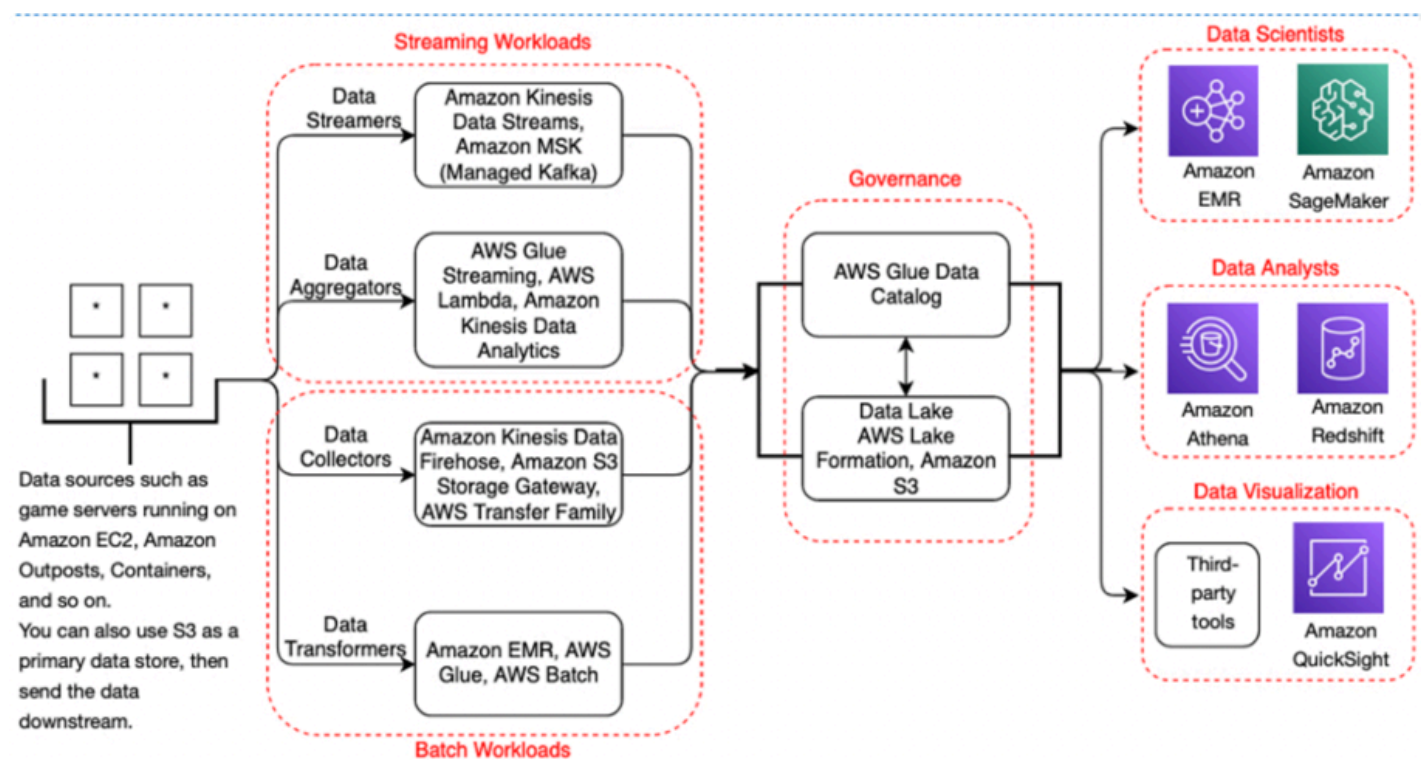 Streaming Workloads
Data
Streamers
Amazon Kinesis
Data Streams,
Amazon MSK
(Managed Kafka)
Data
Aggregators
AWS Glue
Streaming, AWS
Lambda, Amazon
Kinesis Data
Analytics
*
*
*
*
Data sources such as
game servers running on
Amazon EC2, Amazon
Outposts, Containers,
and so on.
You can also use S3 as a
primary data store, then
send the data
downstream.
Data
Collectors
Amazon Kinesis Data
Firehose, Amazon S3
Storage Gateway,
AWS Transfer Family
Data
Transformers
Amazon EMR, AWS
Glue, AWS Batch
Batch Workloads
Governance
AWS Glue Data
Catalog
Data Lake
AWS Lake
Formation, Amazon
S3
Data Scientists
Amazon
EMR
Amazon
SageMaker
Data Analysts
Amazon
Athena
Amazon
Redshift
Data Visualization
Third-
party
tools
Amazon
QuickSight